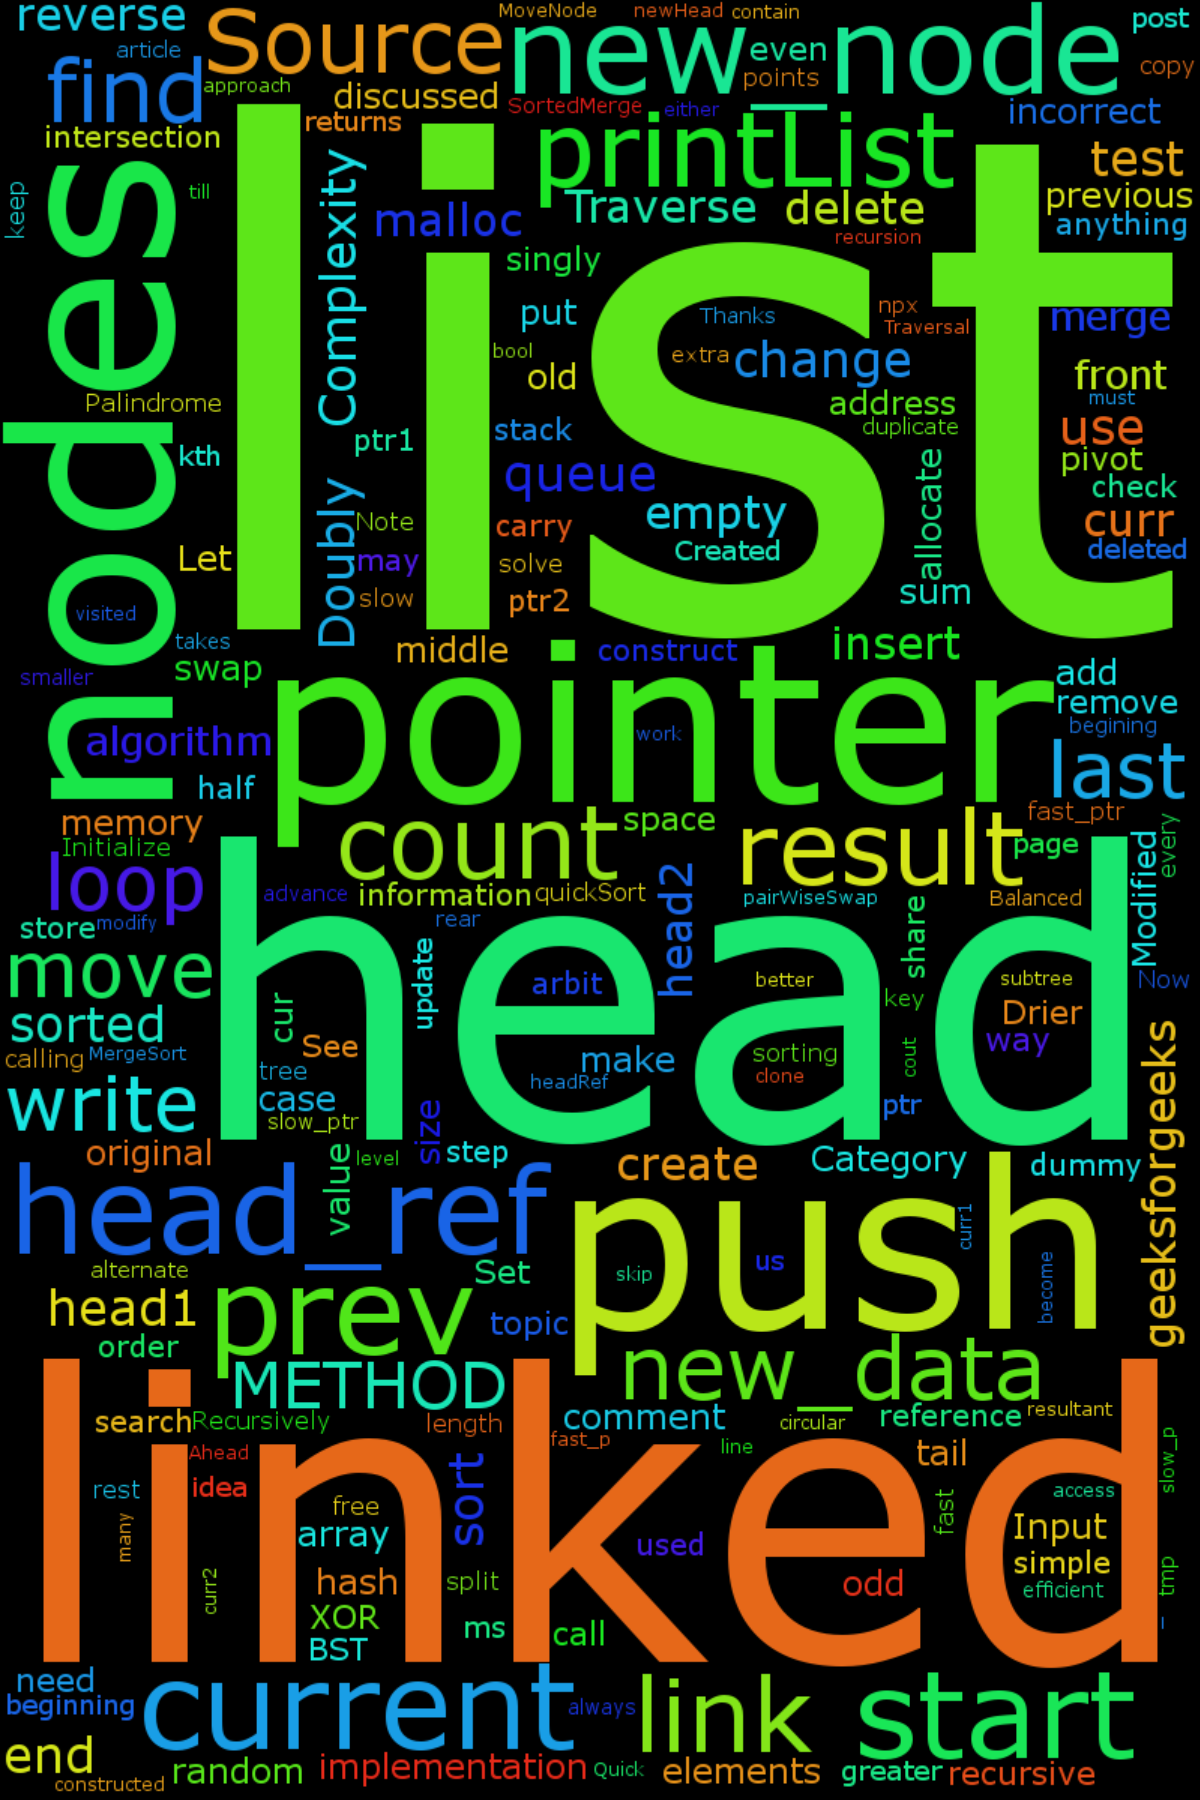 reverse
article
find
approach
Source
MoveNode
newHead
contain
new_node
even
points
post
copy
intersection
discussed
returns
SortedMerge
either
incorrect
printList
test
previous
anything
keep
till
nodes
list
Complexity
malloc
Traverse
delete
recursion
singly
put
Thanks
npx
Traversal
merge
bool
extra
change
old
front
must
Palindrome
address
duplicate
use
ptr1
stack
kth
pivot
queue
check
allocate
empty
curr
Doubly
Note
carry
Created
deleted
Let
may
solve
slow
ptr2
sum
visited
takes
middle
construct
insert
smaller
swap
add
remove
pointer
work
begining
algorithm
last
half
memory
count
space
result
fast_ptr
Initialize
page
Modified
every
loop
advance
information
quickSort
head2
pairWiseSwap
Balanced
store
modify
rear
share
head
move
update
arbit
better
key
subtree
Now
sorted
cur
Drier
See
way
calling
MergeSort
make
sorting
cout
tree
headRef
clone
geeksforgeeks
write
case
slow_ptr
size
ptr
original
value
level
step
create
Category
dummy
head_ref
push
curr1
alternate
Set
skip
us
become
head1
prev
topic
order
METHOD
new_data
search
Recursively
length
comment
circular
reference
resultant
linked
Ahead
fast_p
line
tail
slow_p
rest
idea
sort
access
many
free
fast
array
Input
used
simple
curr2
hash
split
odd
efficient
tmp
XOR
ms
call
BST
need
beginning
current
always
link
start
end
constructed
random
implementation
Quick
elements
greater
recursive